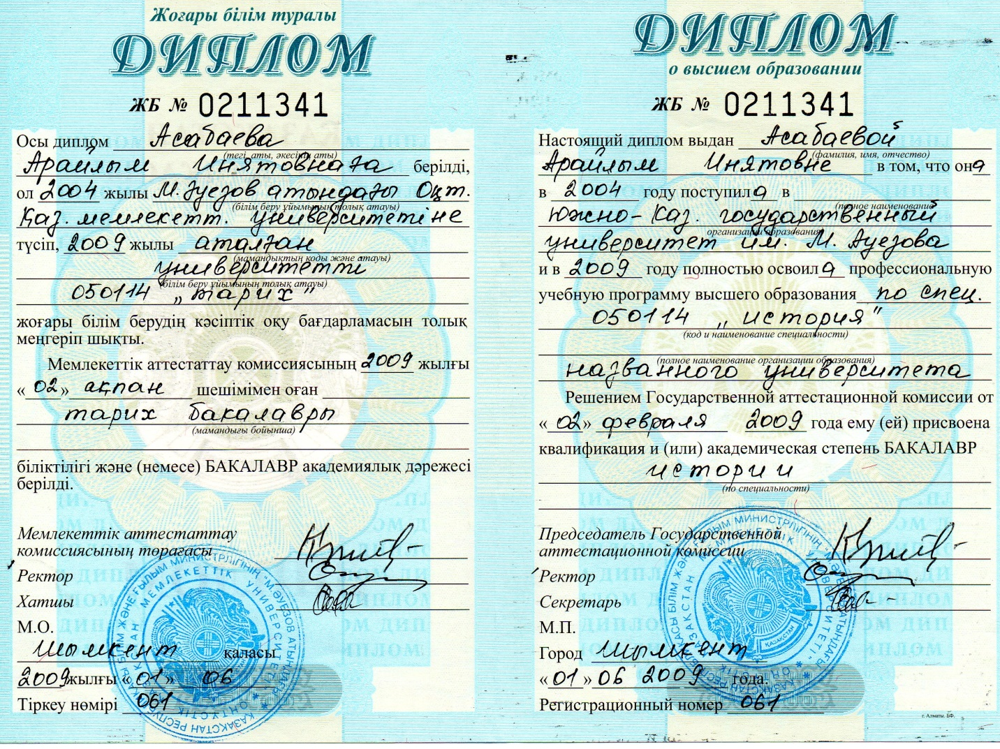 Жоғары білім туралы
ДИПЛОМ
ЖБ № 0211341
Осы диплом Асабаева
(тегі, аты, әкесінің аты)
Арайлым Инятовнаға берілді,
ол 2004 жылы М. Әуезов атындағы Оңт.
(білім беру ұйымының толық атауы)
Қаз. мемлекетт. университетіне
түсіп, 2009 жылы аталған
(мамандықтың коды және атауы)
университетті
(білім беру ұйымының толық атауы)
050114 „тарих"
жоғары білім берудің кәсіптік оқу бағдарламасын толық
меңгеріп шықты.
Мемлекеттік аттестаттау комиссиясының 2009 жылғы
«02» ақпан шешімімен оған
тарих бакалавры
(мамандығы бойынша)
біліктілігі және (немесе) БАКАЛАВР академиялық дәрежесі
берілді.
Мемлекеттік аттестаттау
комиссиясының төрағасы
Ректор
Хатшы
М.О.
Шымкент қаласы
2009 жылғы «01» 06
Тіркеу нөмірі 061
ДИПЛОМ
о высшем образовании
ЖБ № 0211341
Настоящий диплом выдан Асабаевой
(фамилия, имя, отчество)
Арайлым Инятовне в том, что она
в 2004 году поступила в
(полное наименование
Южно-Каз. государственный
организации образования)
университет им. М. Ауезова
и в 2009 году полностью освоила профессиональную
учебную программу высшего образования по спец.
050114 „история"
(код и наименование специальности)
(полное наименование организации образования)
названного университета
Решением Государственной аттестационной комиссии от
«02» февраля 2009 года ему (ей) присвоена
квалификация и (или) академическая степень БАКАЛАВР
истории
(по специальности)
Председатель Государственной
аттестационной комиссии
Ректор
Секретарь
М.П.
Город Шымкент
«01» 06 2009 года.
Регистрационный номер 061
г. Алматы. БФ.